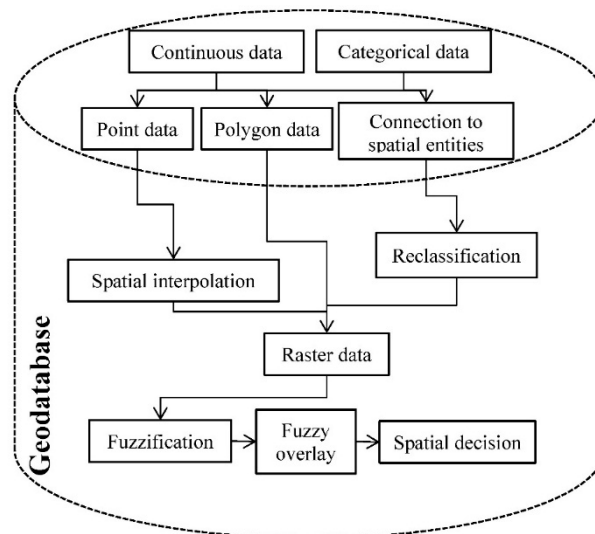 Continuous data
Categorical data
Point data
Polygon data
Connection to
spatial entities
Spatial interpolation
Reclassification
Raster data
Fuzzification
Fuzzy
overlay
Spatial decision
Geodatabase